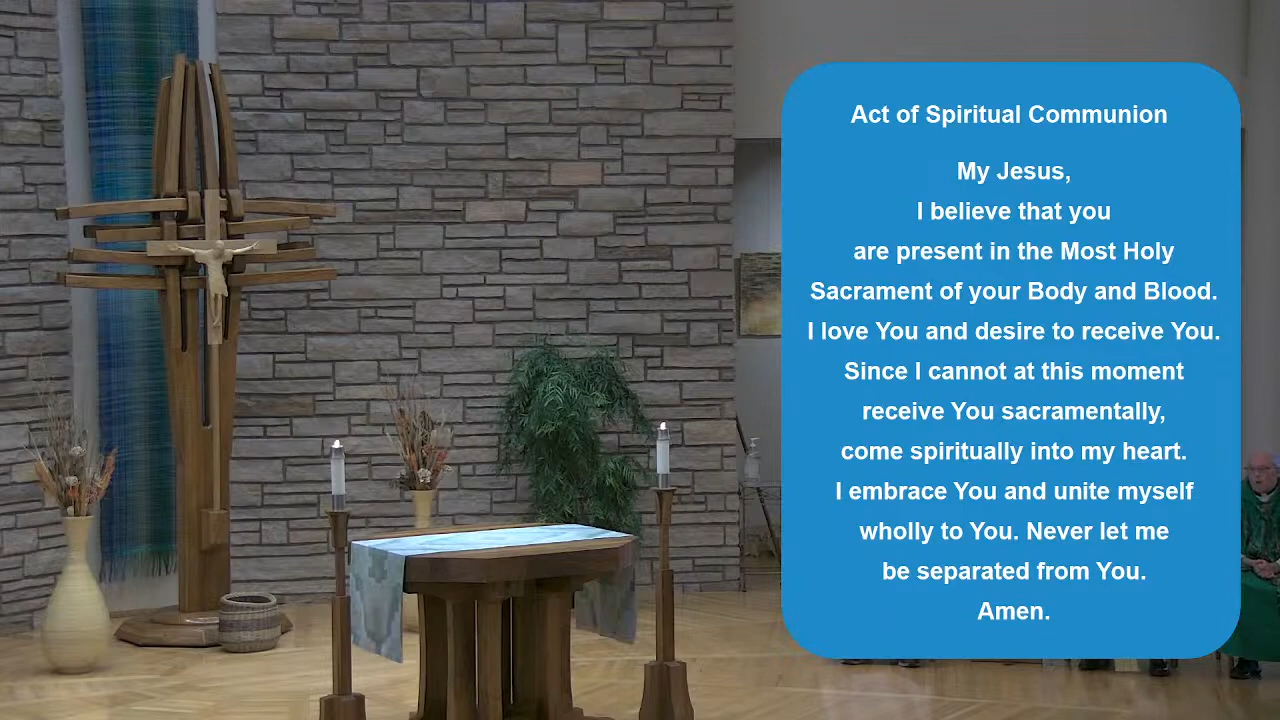 Act of Spiritual Communion
My Jesus,
I believe that you
are present in the Most Holy
Sacrament of your Body and Blood.
I love You and desire to receive You.
Since I cannot at this moment
receive You sacramentally,
come spiritually into my heart.
I embrace You and unite myself
wholly to You. Never let me
be separated from You.
Amen.